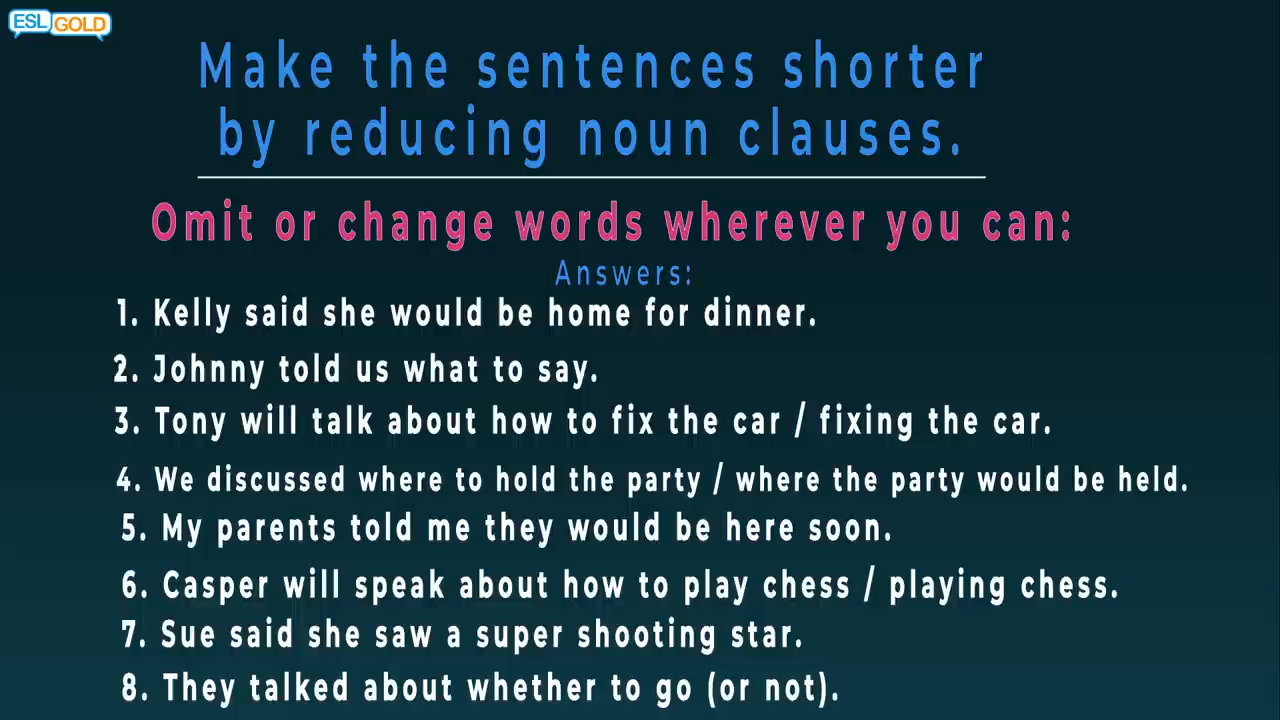 ESL GOLD
Make the sentences shorter
by reducing noun clauses.
Omit or change words wherever you can:
Answers:
1. Kelly said she would be home for dinner.
2. Johnny told us what to say.
3. Tony will talk about how to fix the car / fixing the car.
4. We discussed where to hold the party / where the party would be held.
5. My parents told me they would be here soon.
6. Casper will speak about how to play chess / playing chess.
7. Sue said she saw a super shooting star.
8. They talked about whether to go (or not).